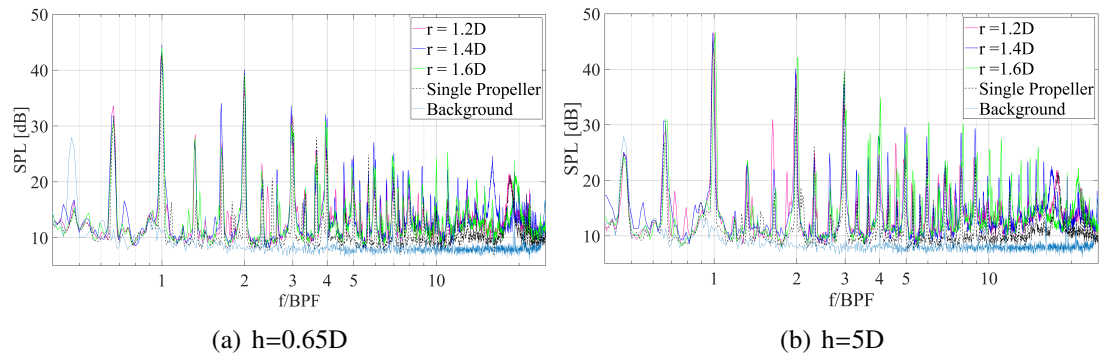 50
40
30
20
10
SPL [dB]
r = 1.2D
r = 1.4D
r = 1.6D
Single Propeller
Background
1
2
3
4
5
10
f/BPF
(a) h=0.65D
50
40
30
20
10
SPL [dB]
r =1.2D
r =1.4D
r =1.6D
Single Propeller
Background
1
2
3
4
5
10
f/BPF
(b) h=5D